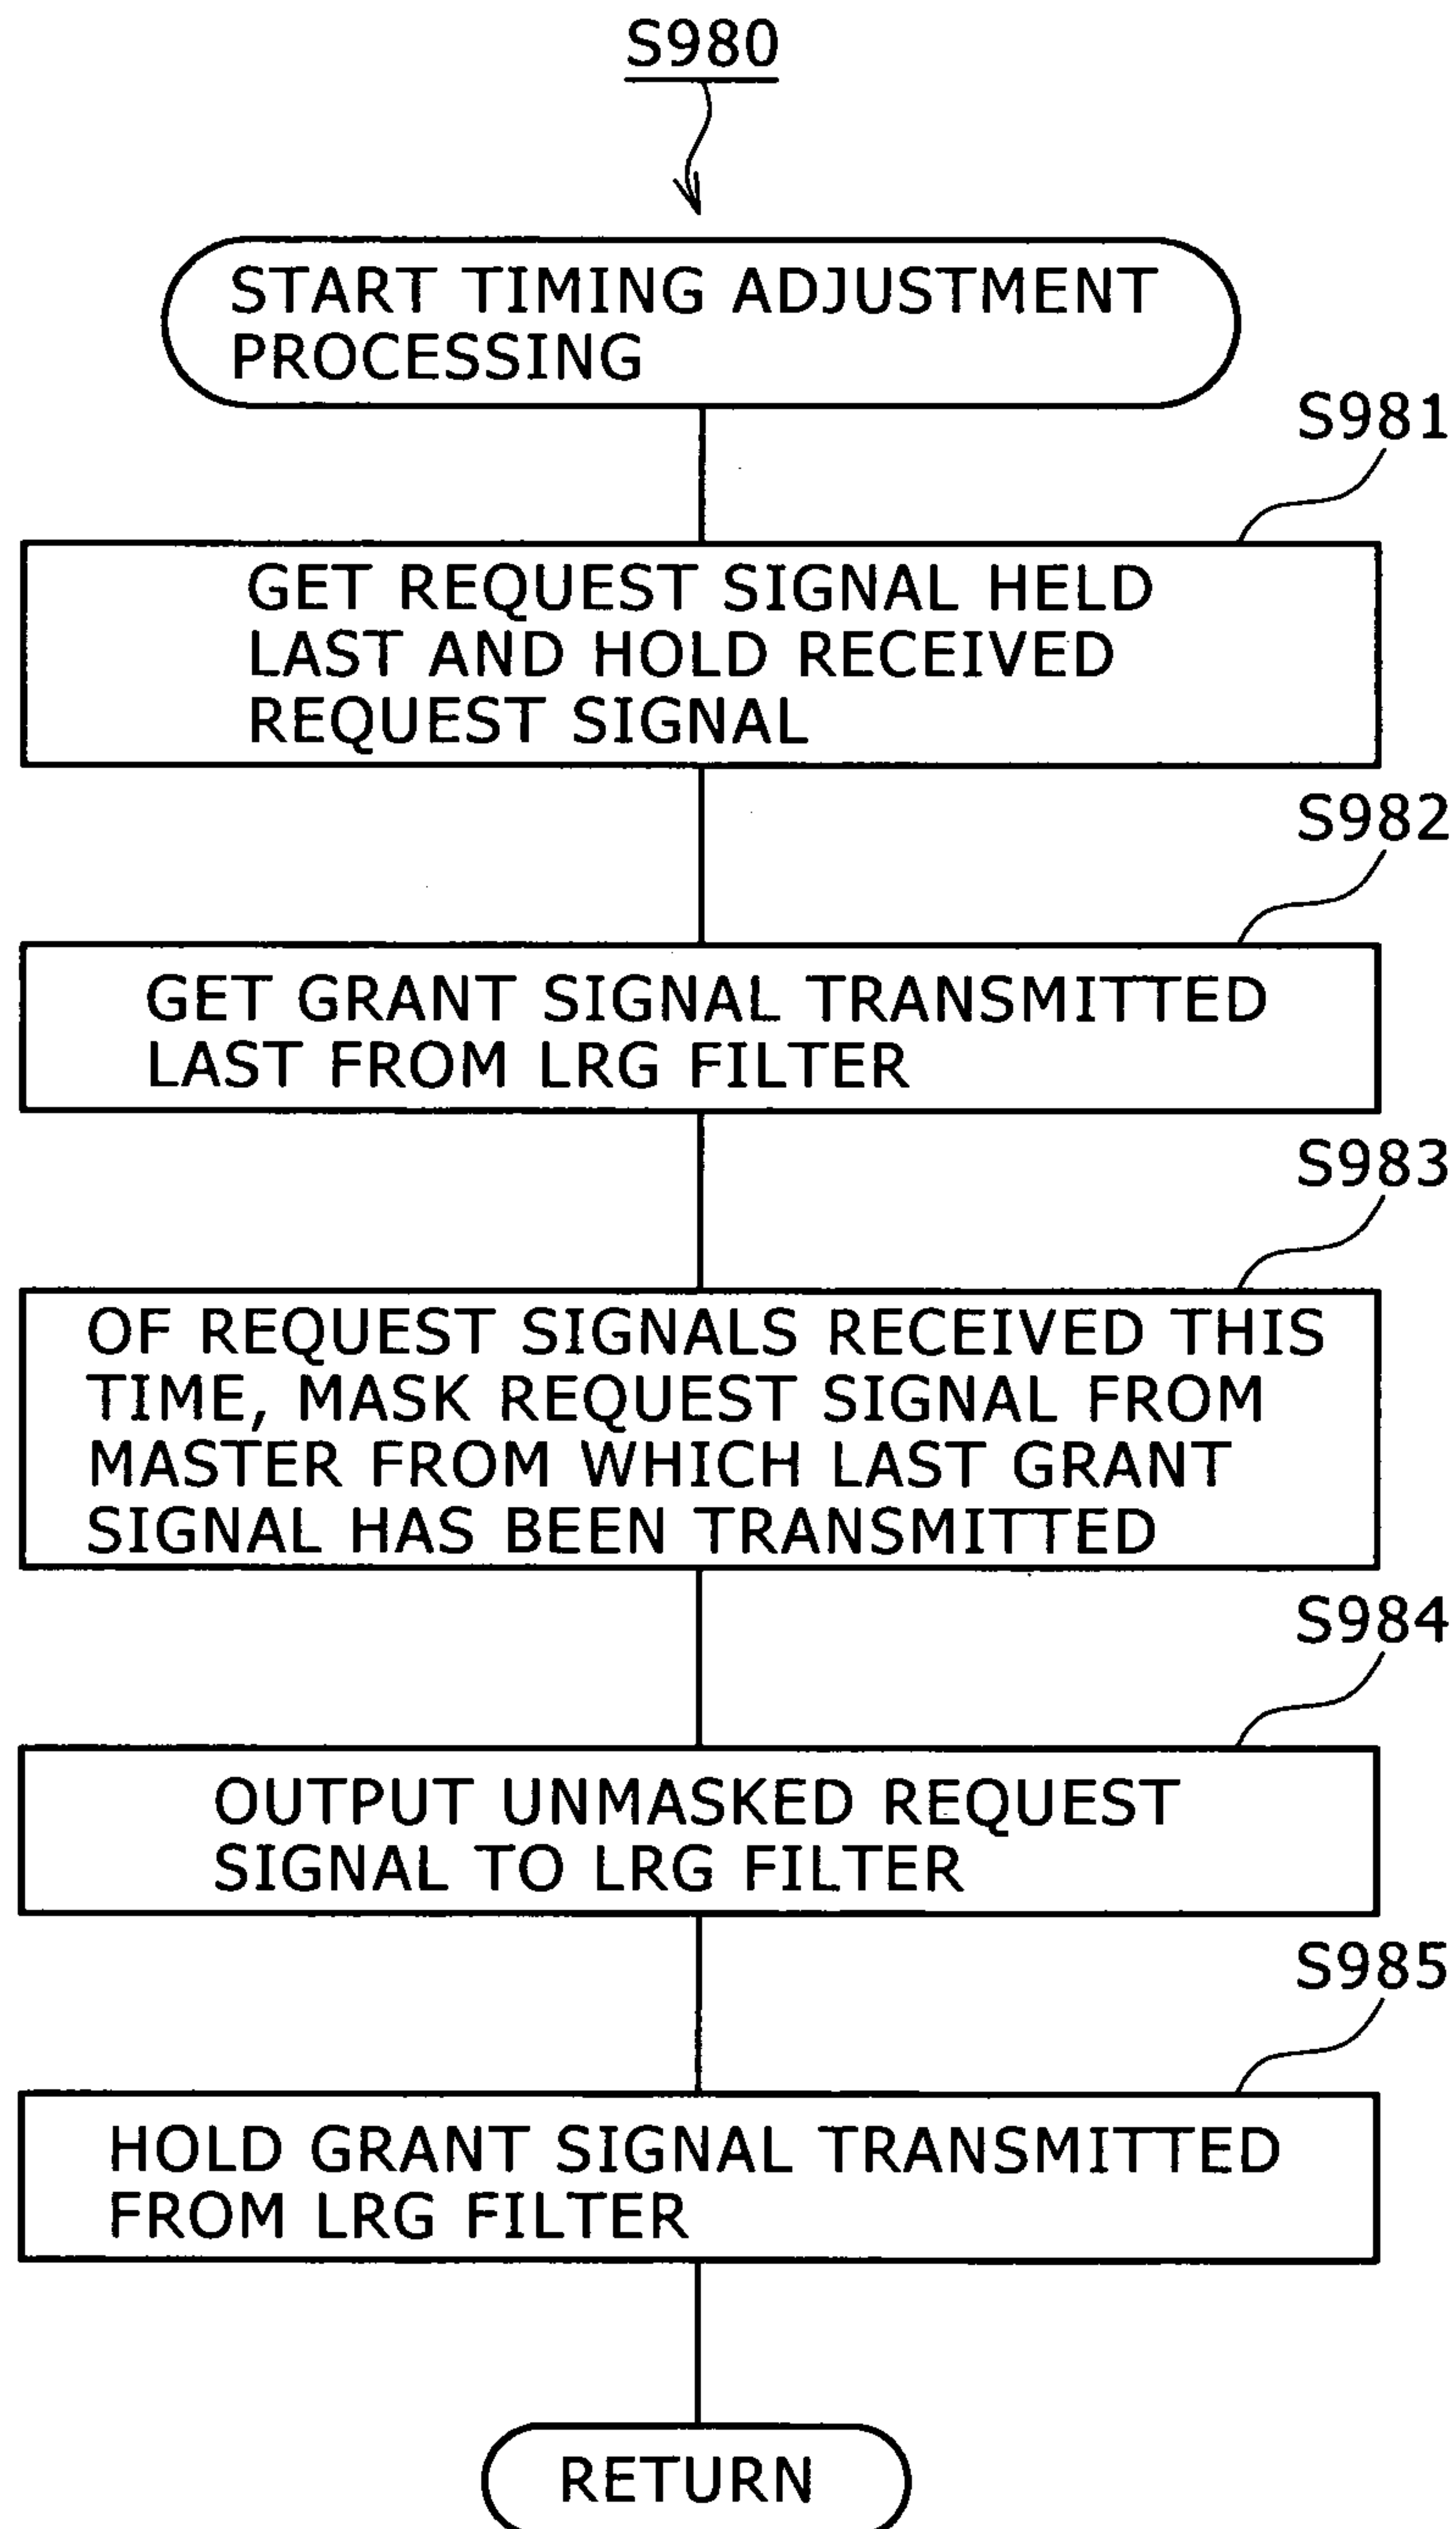 S980
START TIMING ADJUSTMENT
PROCESSING
S981
GET REQUEST SIGNAL HELD
LAST AND HOLD RECEIVED
REQUEST SIGNAL
S982
GET GRANT SIGNAL TRANSMITTED
LAST FROM LRG FILTER
S983
OF REQUEST SIGNALS RECEIVED THIS
TIME, MASK REQUEST SIGNAL FROM
MASTER FROM WHICH LAST GRANT
SIGNAL HAS BEEN TRANSMITTED
S984
OUTPUT UNMASKED REQUEST
SIGNAL TO LRG FILTER
S985
HOLD GRANT SIGNAL TRANSMITTED
FROM LRG FILTER
RETURN